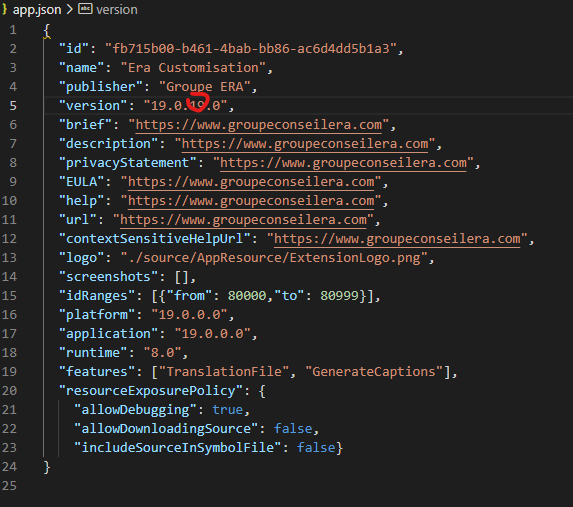 app.json > abc version
1 {
2 "id": "fb715b00-b461-4bab-bb86-ac6d4dd5b1a3",
3 "name": "Era Customisation",
4 "publisher": "Groupe ERA",
5 "version": "19.0.19.0",
6 "brief": "https://www.groupeconseilera.com",
7 "description": "https://www.groupeconseilera.com",
8 "privacyStatement": "https://www.groupeconseilera.com",
9 "EULA": "https://www.groupeconseilera.com",
10 "help": "https://www.groupeconseilera.com",
11 "url": "https://www.groupeconseilera.com",
12 "contextSensitiveHelpUrl": "https://www.groupeconseilera.com",
13 "logo": "./source/AppResource/ExtensionLogo.png",
14 "screenshots": [],
15 "idRanges": [{"from": 80000,"to": 80999}],
16 "platform": "19.0.0.0",
17 "application": "19.0.0.0",
18 "runtime": "8.0",
19 "features": ["TranslationFile", "GenerateCaptions"],
20 "resourceExposurePolicy": {
21 "allowDebugging": true,
22 "allowDownloadingSource": false,
23 "includeSourceInSymbolFile": false}
24 }
25